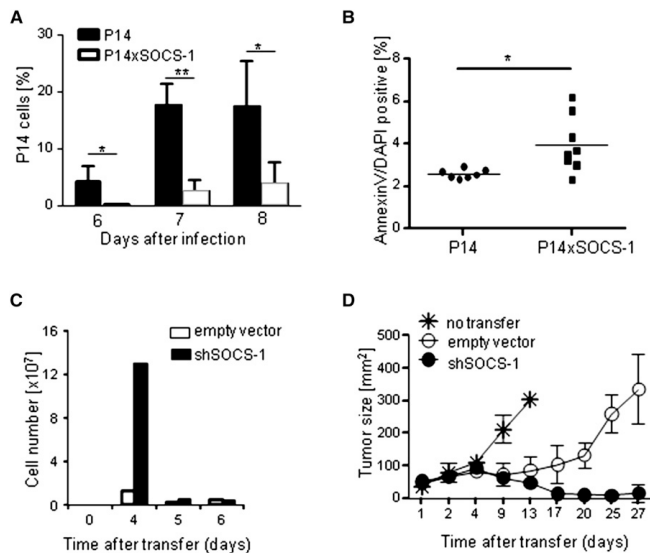 A
P14
P14xSOCS-1
P14 cells [%]
30
20
10
0
*
**
*
6 7 8
Days after infection
B
AnnexinV/DAPI positive [%]
8
6
4
2
0
*
P14 P14xSOCS-1
C
empty vector
shSOCS-1
Cell number [x10⁷]
16
12
8
4
0
0 4 5 6
Time after transfer (days)
D
no transfer
empty vector
shSOCS-1
Tumor size [mm²]
500
400
300
200
100
0
1 2 4 9 13 17 20 25 27
Time after transfer (days)